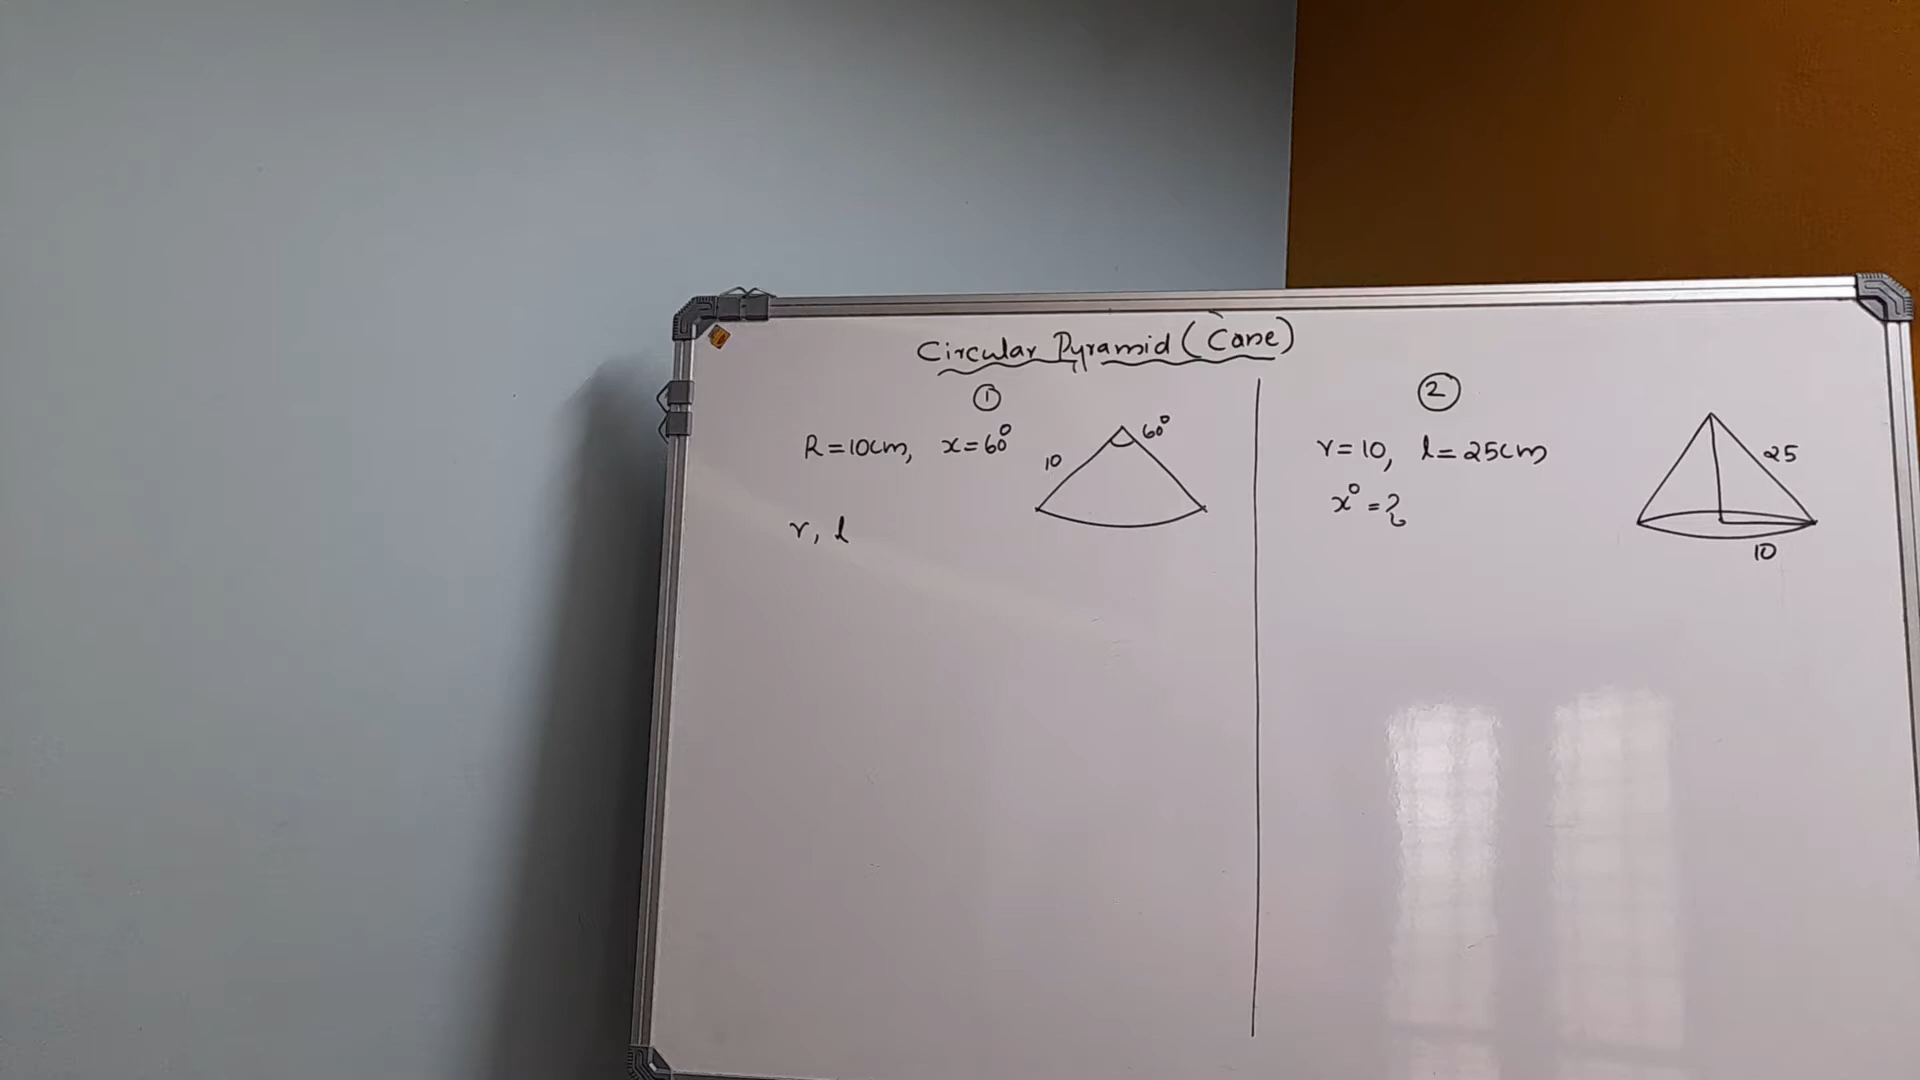 Circular Pyramid (Cone)
①
R = 10cm, x = 60°
60°
10
r, l
②
r = 10, l = 25cm
x° = ?
25
10